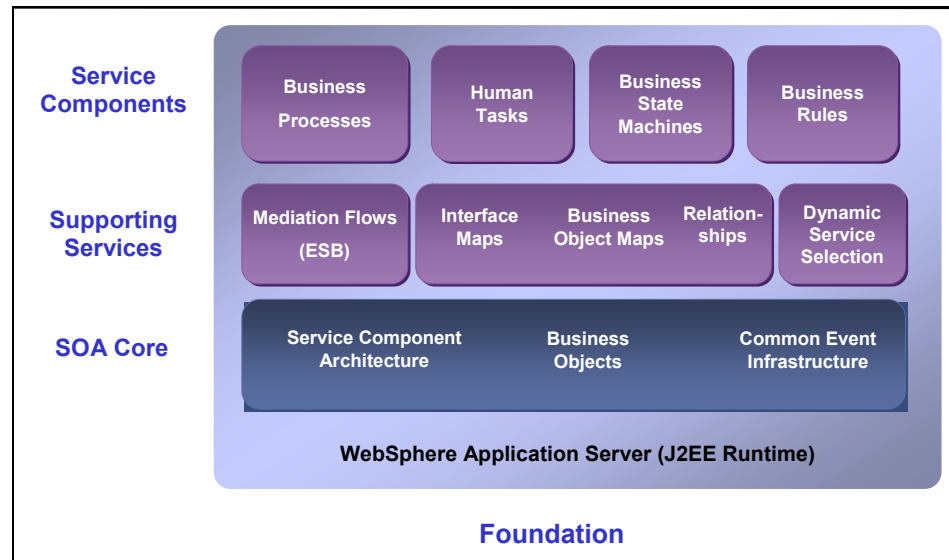 Service
Components
Business
Processes
Human
Tasks
Business
State
Machines
Business
Rules
Supporting
Services
Mediation Flows
(ESB)
Interface
Maps
Business
Object Maps
Relation-
ships
Dynamic
Service
Selection
SOA Core
Service Component
Architecture
Business
Objects
Common Event
Infrastructure
WebSphere Application Server (J2EE Runtime)
Foundation